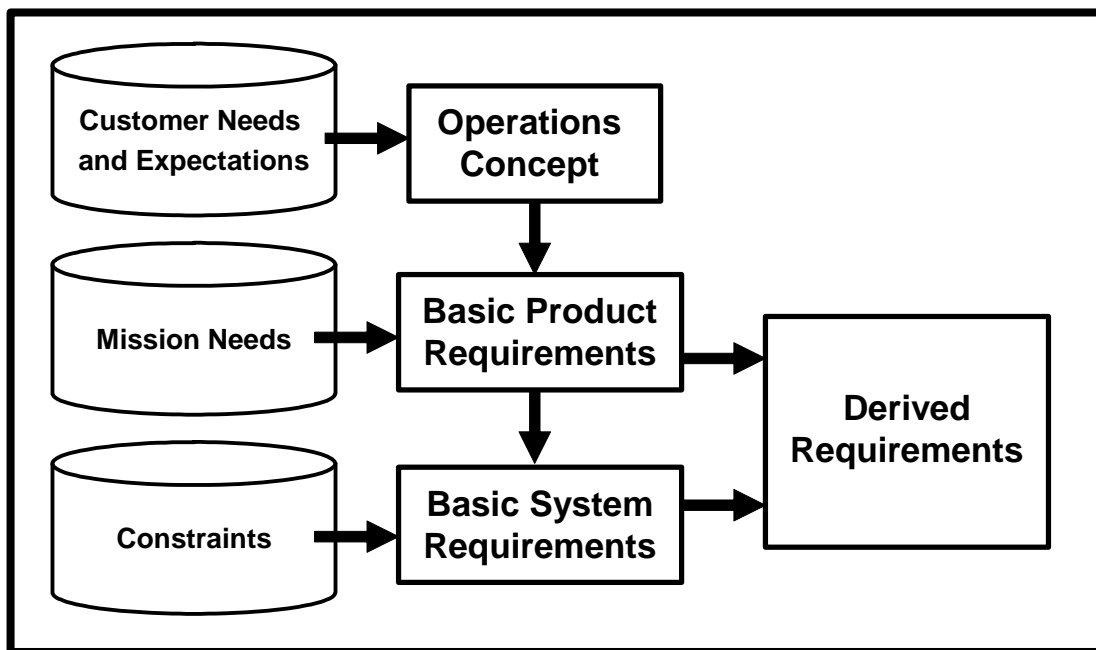 Customer Needs
and Expectations
Operations
Concept
Mission Needs
Basic Product
Requirements
Derived
Requirements
Constraints
Basic System
Requirements